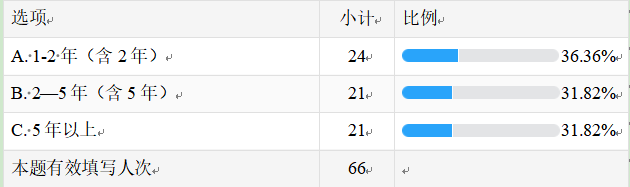 选项 小计 比例
A. 1-2 年（含 2 年） 24 36.36%
B. 2—5 年（含 5 年） 21 31.82%
C. 5 年以上 21 31.82%
本题有效填写人次 66